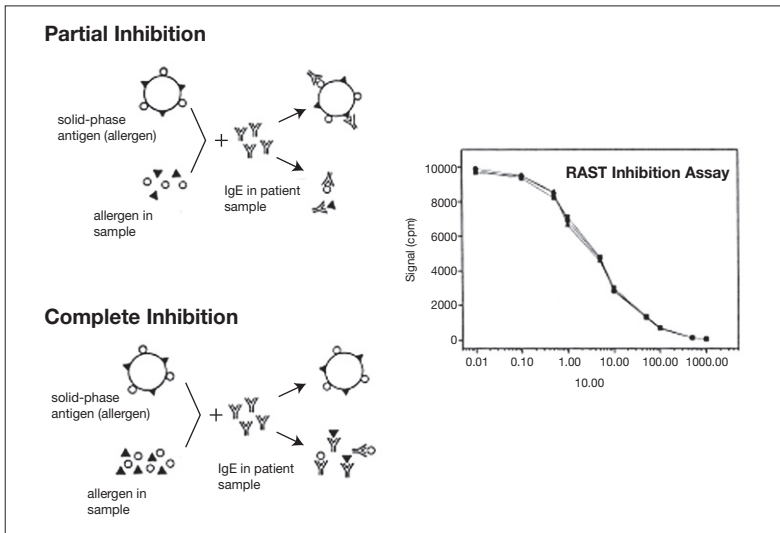 Partial Inhibition
solid-phase
antigen (allergen)
+
allergen in
sample
IgE in patient
sample
Complete Inhibition
solid-phase
antigen (allergen)
+
allergen in
sample
IgE in patient
sample
RAST Inhibition Assay
Signal (cpm)
10000
8000
6000
4000
2000
0
0.01 0.10 1.00 10.00 100.00 1000.00
10.00